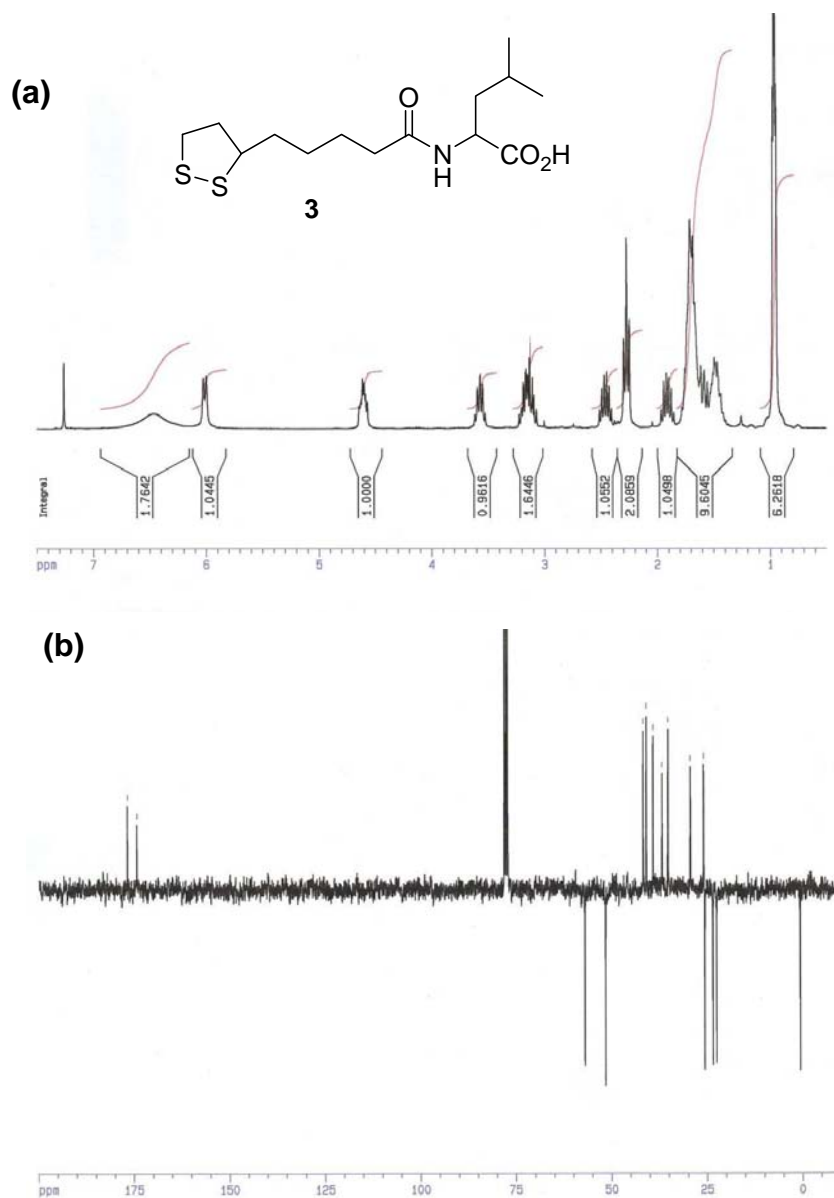 (a)
O
N
H
CO₂H
S
S
3
Integral
1.7642
1.0445
1.0000
0.9616
1.6446
1.0552
2.0859
1.0498
9.6045
6.2618
ppm 7 6 5 4 3 2 1
(b)
ppm 175 150 125 100 75 50 25 0